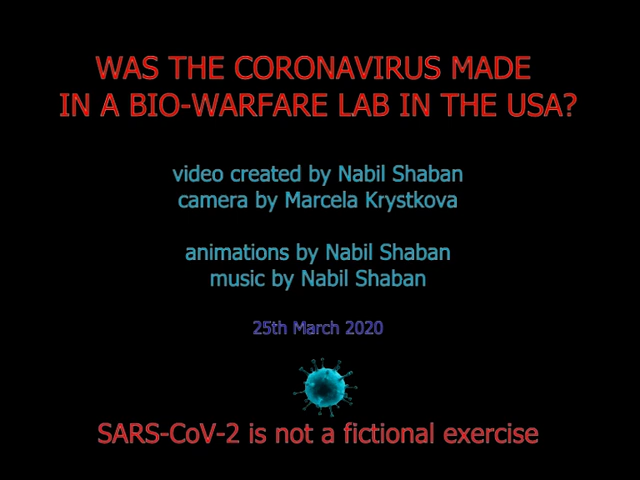 WAS THE CORONAVIRUS MADE
IN A BIO-WARFARE LAB IN THE USA?
video created by Nabil Shaban
camera by Marcela Krystkova
animations by Nabil Shaban
music by Nabil Shaban
25th March 2020
SARS-CoV-2 is not a fictional exercise